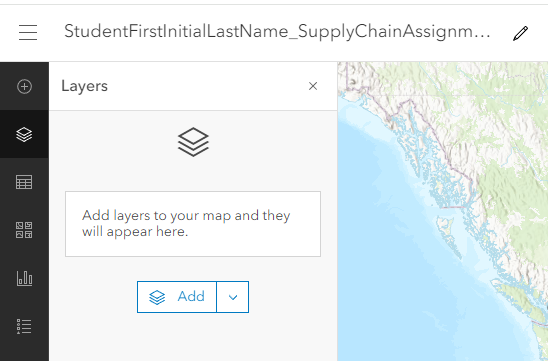 StudentFirstInitialLastName_SupplyChainAssignm...
Layers
Add layers to your map and they
will appear here.
Add